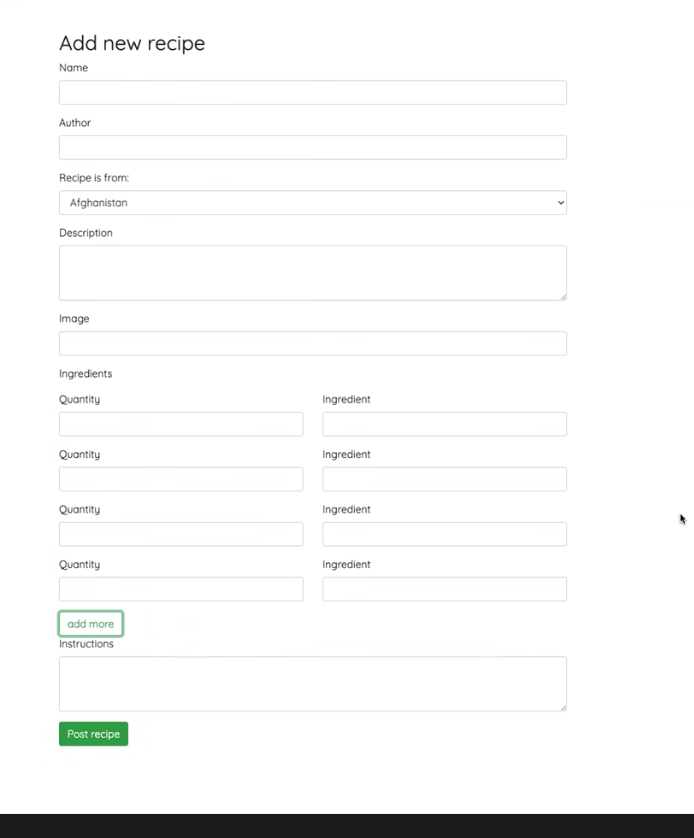 Add new recipe
Name
Author
Recipe is from:
Afghanistan
Description
Image
Ingredients
Quantity Ingredient
Quantity Ingredient
Quantity Ingredient
Quantity Ingredient
add more
Instructions
Post recipe